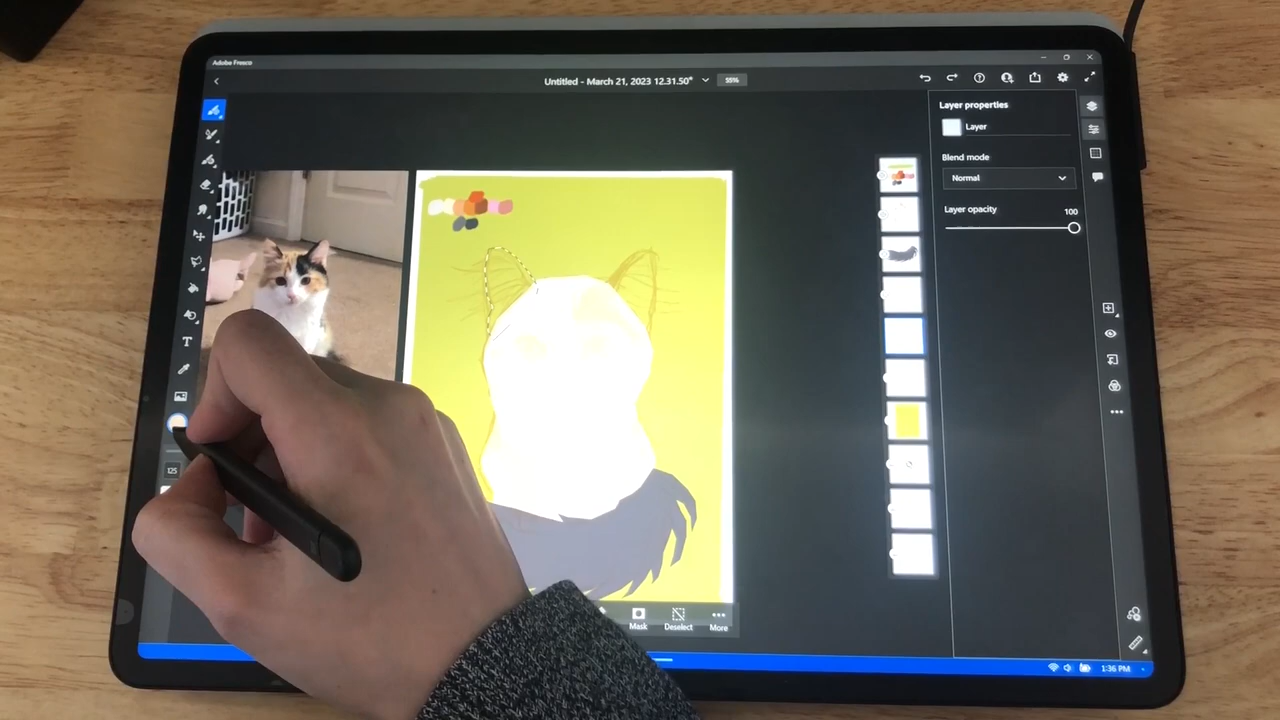 Adobe Fresco
Untitled - March 21, 2023 12.31.50*
55%
Layer properties
Layer
Blend mode
Normal
Layer opacity
100
T
125
Mask
Deselect
More
1:36 PM